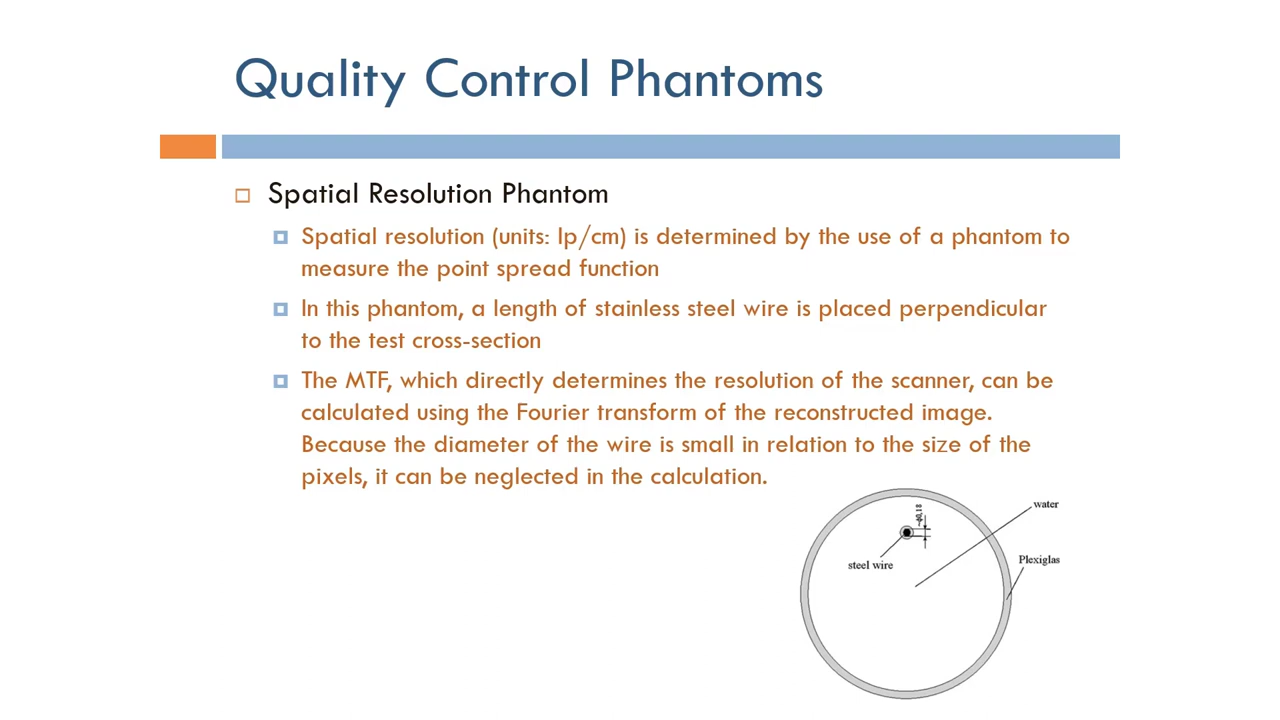 Quality Control Phantoms
Spatial Resolution Phantom
Spatial resolution (units: lp/cm) is determined by the use of a phantom to
measure the point spread function
In this phantom, a length of stainless steel wire is placed perpendicular
to the test cross-section
The MTF, which directly determines the resolution of the scanner, can be
calculated using the Fourier transform of the reconstructed image.
Because the diameter of the wire is small in relation to the size of the
pixels, it can be neglected in the calculation.
water
steel wire
Plexiglas